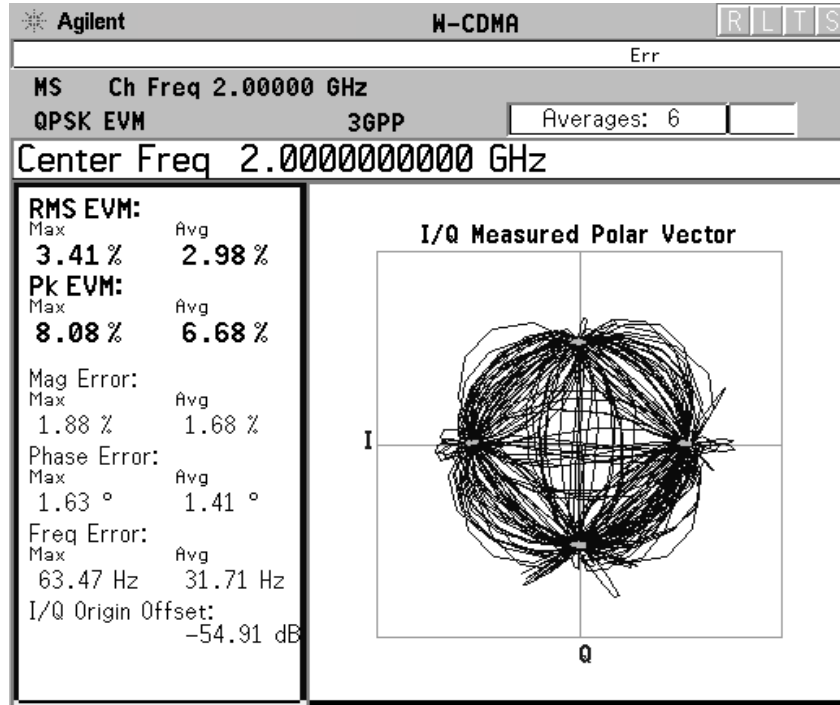 Agilent W-CDMA R L T S
Err
MS Ch Freq 2.00000 GHz
QPSK EVM 3GPP Averages: 6
Center Freq 2.0000000000 GHz
RMS EVM:
Max Avg
3.41 % 2.98 %
Pk EVM:
Max Avg
8.08 % 6.68 %
Mag Error:
Max Avg
1.88 % 1.68 %
Phase Error:
Max Avg
1.63 ° 1.41 °
Freq Error:
Max Avg
63.47 Hz 31.71 Hz
I/Q Origin Offset:
-54.91 dB
I/Q Measured Polar Vector
I
Q